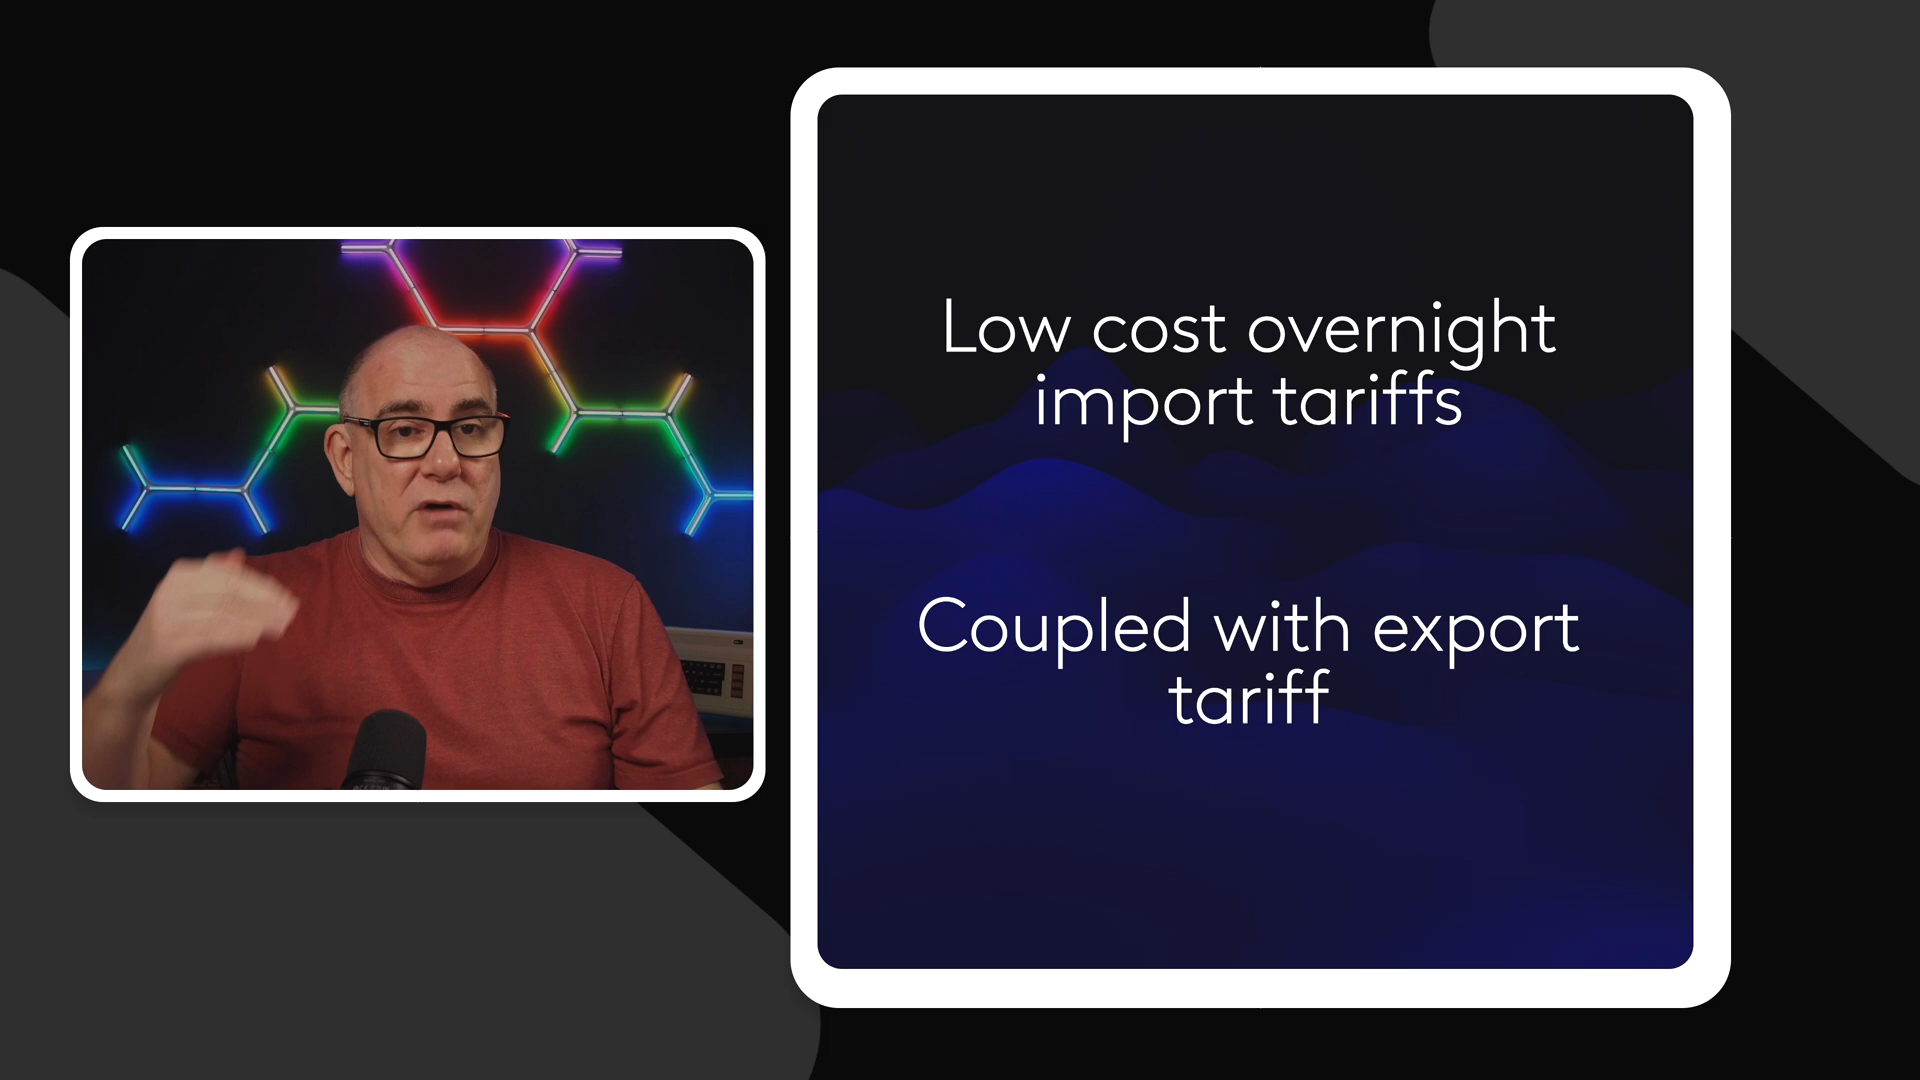 Low cost overnight
import tariffs
Coupled with export
tariff